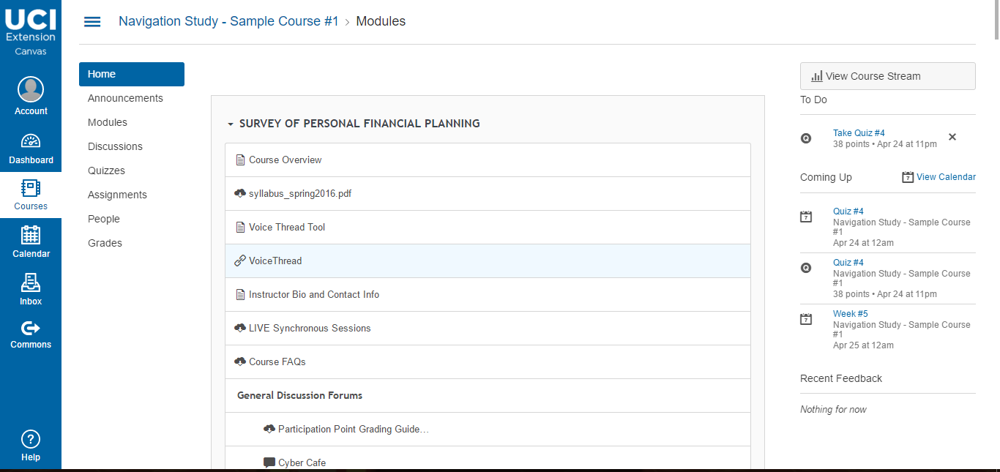 UCI
Extension
Canvas
Account
Dashboard
Courses
Calendar
Inbox
Commons
Help
Navigation Study - Sample Course #1 > Modules
Home
Announcements
Modules
Discussions
Quizzes
Assignments
People
Grades
SURVEY OF PERSONAL FINANCIAL PLANNING
Course Overview
syllabus_spring2016.pdf
Voice Thread Tool
VoiceThread
Instructor Bio and Contact Info
LIVE Synchronous Sessions
Course FAQs
General Discussion Forums
Participation Point Grading Guide…
Cyber Cafe
View Course Stream
To Do
Take Quiz #4
38 points • Apr 24 at 11pm
Coming Up
View Calendar
Quiz #4
Navigation Study - Sample Course
#1
Apr 24 at 12am
Quiz #4
Navigation Study - Sample Course
#1
38 points • Apr 24 at 11pm
Week #5
Navigation Study - Sample Course
#1
Apr 25 at 12am
Recent Feedback
Nothing for now